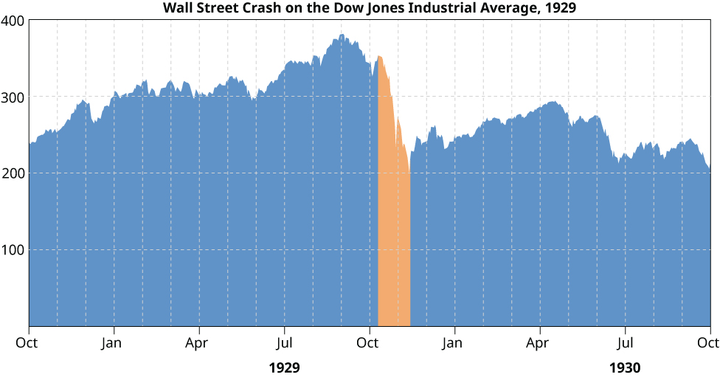 Wall Street Crash on the Dow Jones Industrial Average, 1929
400
300
200
100
Oct Jan Apr Jul Oct Jan Apr Jul Oct
1929 1930